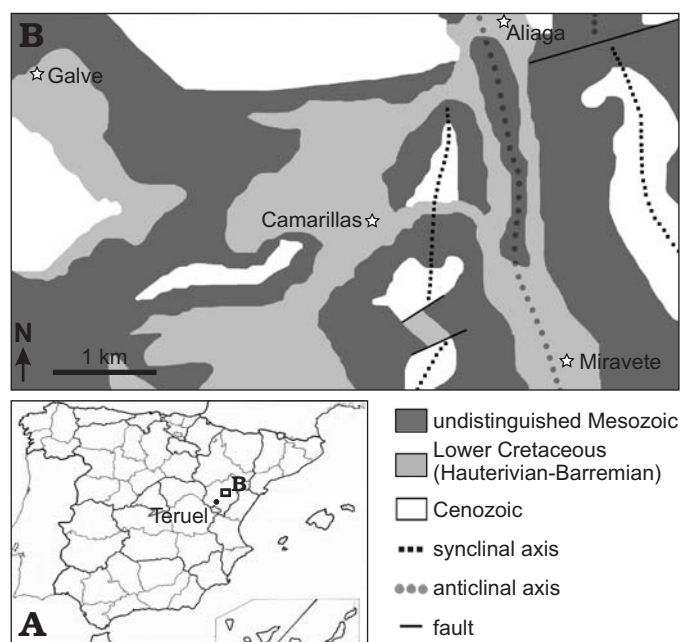 B
Aliaga
Galve
Camarillas
N
1 km
Miravete
B
Teruel
A
undistinguished Mesozoic
Lower Cretaceous
(Hauterivian-Barremian)
Cenozoic
synclinal axis
anticlinal axis
fault